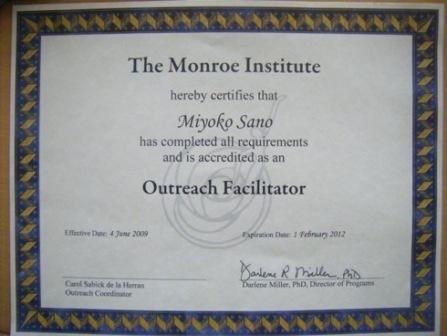 The Monroe Institute
hereby certifies that
Miyoko Sano
has completed all requirements
and is accredited as an
Outreach Facilitator
Effective Date: 4 June 2009
Expiration Date: 1 February 2012
Darlene R Miller, PhD
Carol Sabick de la Herran
Outreach Coordinator
Darlene Miller, PhD, Director of Programs